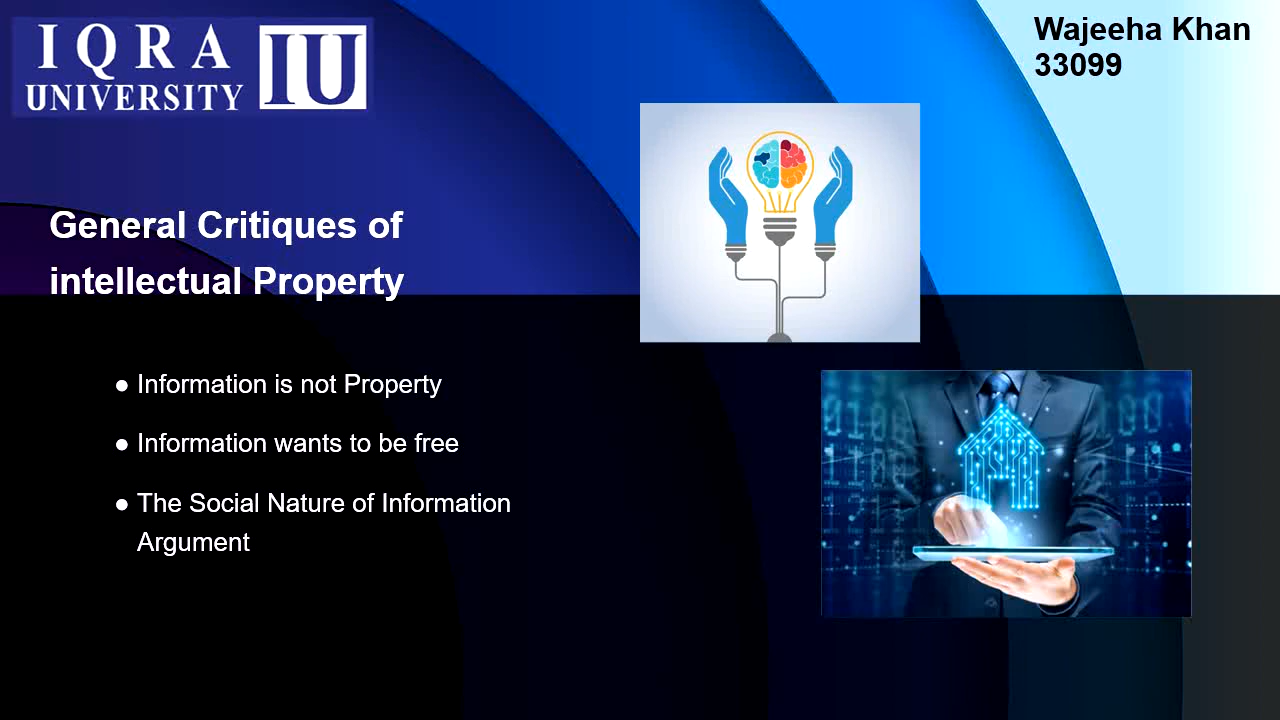 IQRA
UNIVERSITY
IU
Wajeeha Khan
33099
General Critiques of
intellectual Property
● Information is not Property
● Information wants to be free
● The Social Nature of Information
Argument